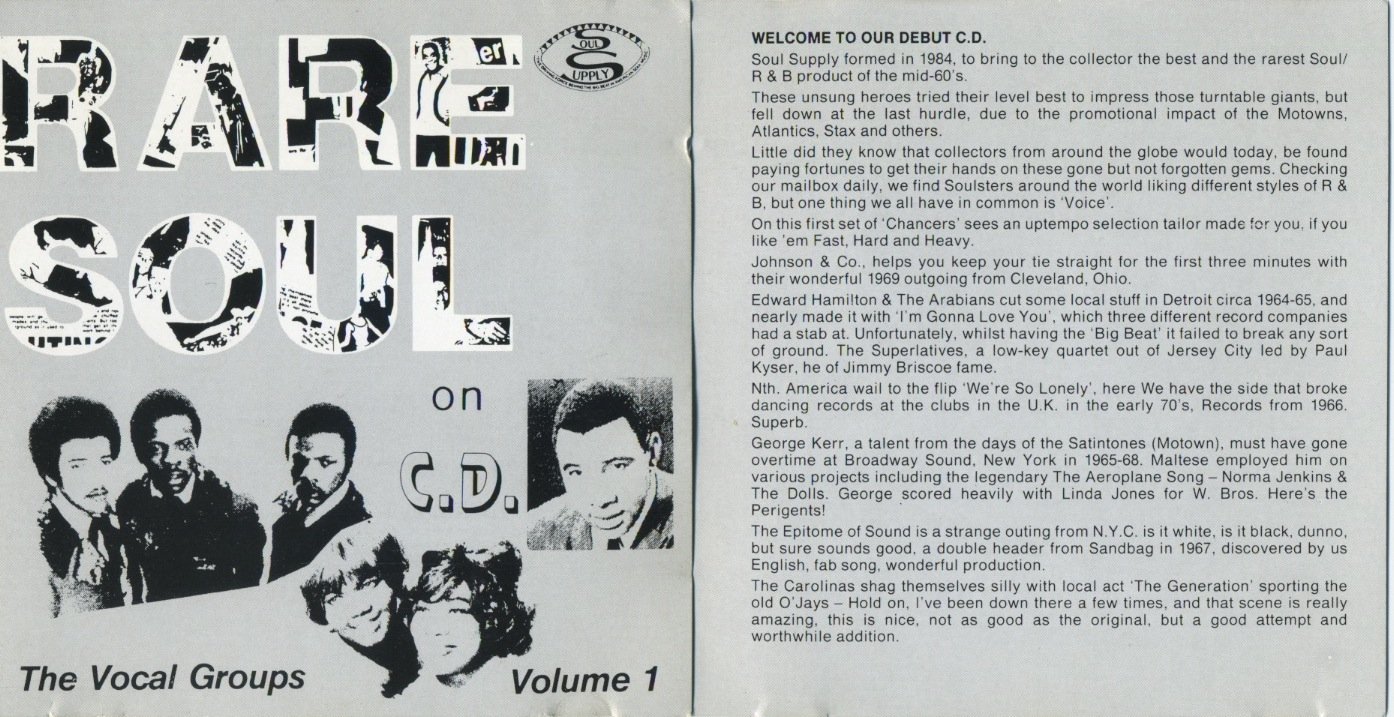 RARE
SOUL
SOUL
SUPPLY
on
C.D.
The Vocal Groups
Volume 1
WELCOME TO OUR DEBUT C.D.
Soul Supply formed in 1984, to bring to the collector the best and the rarest Soul/
R & B product of the mid-60's.
These unsung heroes tried their level best to impress those turntable giants, but
fell down at the last hurdle, due to the promotional impact of the Motowns,
Atlantics, Stax and others.
Little did they know that collectors from around the globe would today, be found
paying fortunes to get their hands on these gone but not forgotten gems. Checking
our mailbox daily, we find Soulsters around the world liking different styles of R &
B, but one thing we all have in common is 'Voice'.
On this first set of 'Chancers' sees an uptempo selection tailor made for you, if you
like 'em Fast, Hard and Heavy.
Johnson & Co., helps you keep your tie straight for the first three minutes with
their wonderful 1969 outgoing from Cleveland, Ohio.
Edward Hamilton & The Arabians cut some local stuff in Detroit circa 1964-65, and
nearly made it with 'I'm Gonna Love You', which three different record companies
had a stab at. Unfortunately, whilst having the 'Big Beat' it failed to break any sort
of ground. The Superlatives, a low-key quartet out of Jersey City led by Paul
Kyser, he of Jimmy Briscoe fame.
Nth. America wail to the flip 'We're So Lonely', here We have the side that broke
dancing records at the clubs in the U.K. in the early 70's, Records from 1966.
Superb.
George Kerr, a talent from the days of the Satintones (Motown), must have gone
overtime at Broadway Sound, New York in 1965-68. Maltese employed him on
various projects including the legendary The Aeroplane Song – Norma Jenkins &
The Dolls. George scored heavily with Linda Jones for W. Bros. Here's the
Perigents!
The Epitome of Sound is a strange outing from N.Y.C. is it white, is it black, dunno,
but sure sounds good, a double header from Sandbag in 1967, discovered by us
English, fab song, wonderful production.
The Carolinas shag themselves silly with local act 'The Generation' sporting the
old O'Jays – Hold on, I've been down there a few times, and that scene is really
amazing, this is nice, not as good as the original, but a good attempt and
worthwhile addition.